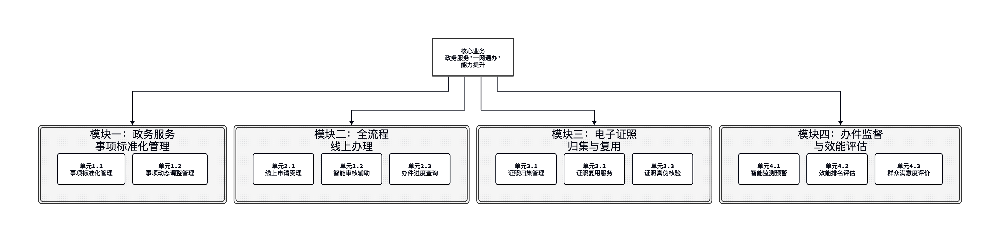 核心业务
政务服务'一网通办'
能力提升
模块一：政务服务
事项标准化管理
单元1.1
事项标准化管理
单元1.2
事项动态调整管理
模块二：全流程
线上办理
单元2.1
线上申请受理
单元2.2
智能审核辅助
单元2.3
办件进度查询
模块三：电子证照
归集与复用
单元3.1
证照归集管理
单元3.2
证照复用服务
单元3.3
证照真伪核验
模块四：办件监督
与效能评估
单元4.1
智能监测预警
单元4.2
效能排名评估
单元4.3
群众满意度评价